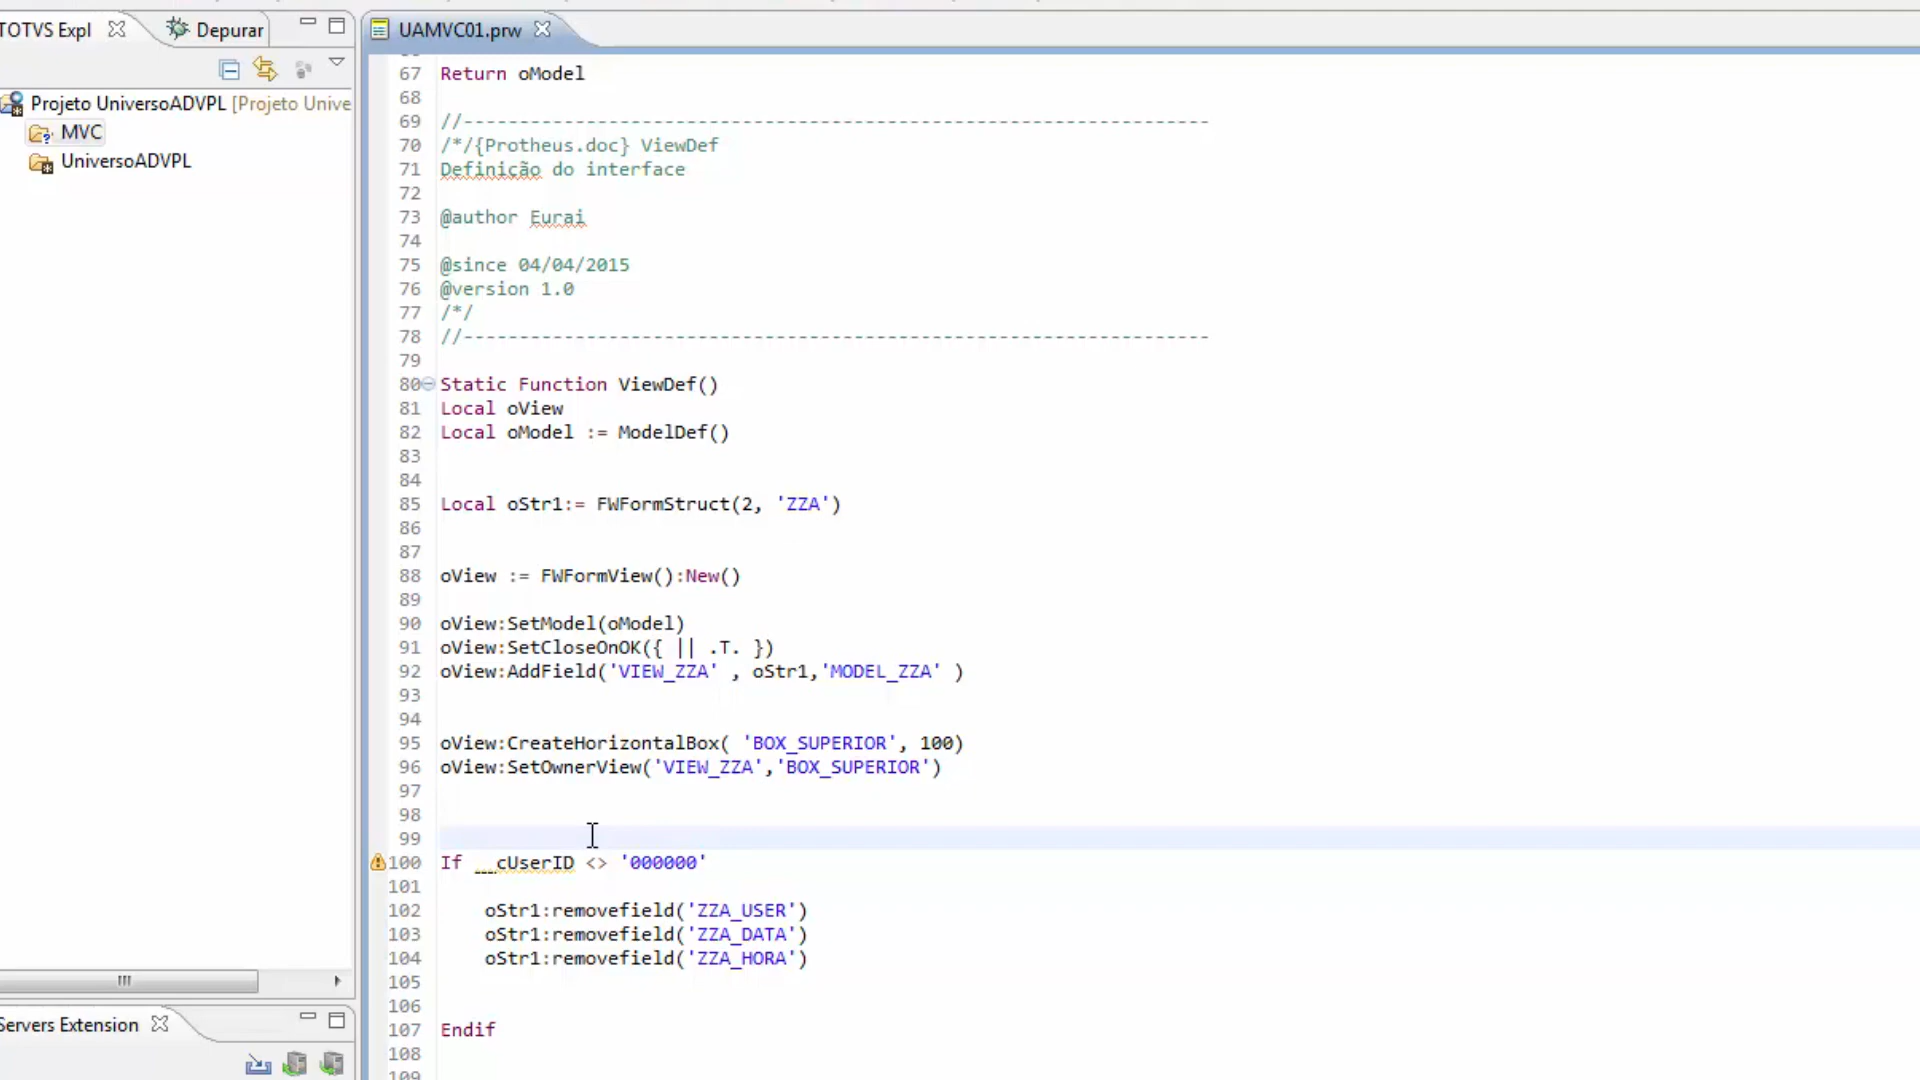 TOTVS Expl
Depurar
Projeto UniversoADVPL [Projeto Unive
MVC
UniversoADVPL
Servers Extension
UAMVC01.prw
67 Return oModel
68
69 //-------------------------------------------------------------------
70 /*/{Protheus.doc} ViewDef
71 Definição do interface
72
73 @author Eurai
74
75 @since 04/04/2015
76 @version 1.0
77 /*/
78 //-------------------------------------------------------------------
79
80 Static Function ViewDef()
81 Local oView
82 Local oModel := ModelDef()
83
84
85 Local oStr1:= FWFormStruct(2, 'ZZA')
86
87
88 oView := FWFormView():New()
89
90 oView:SetModel(oModel)
91 oView:SetCloseOnOK({ || .T. })
92 oView:AddField('VIEW_ZZA' , oStr1,'MODEL_ZZA' )
93
94
95 oView:CreateHorizontalBox( 'BOX_SUPERIOR', 100)
96 oView:SetOwnerView('VIEW_ZZA','BOX_SUPERIOR')
97
98
99
100 If __cUserID <> '000000'
101
102 oStr1:removefield('ZZA_USER')
103 oStr1:removefield('ZZA_DATA')
104 oStr1:removefield('ZZA_HORA')
105
106
107 Endif
108
109